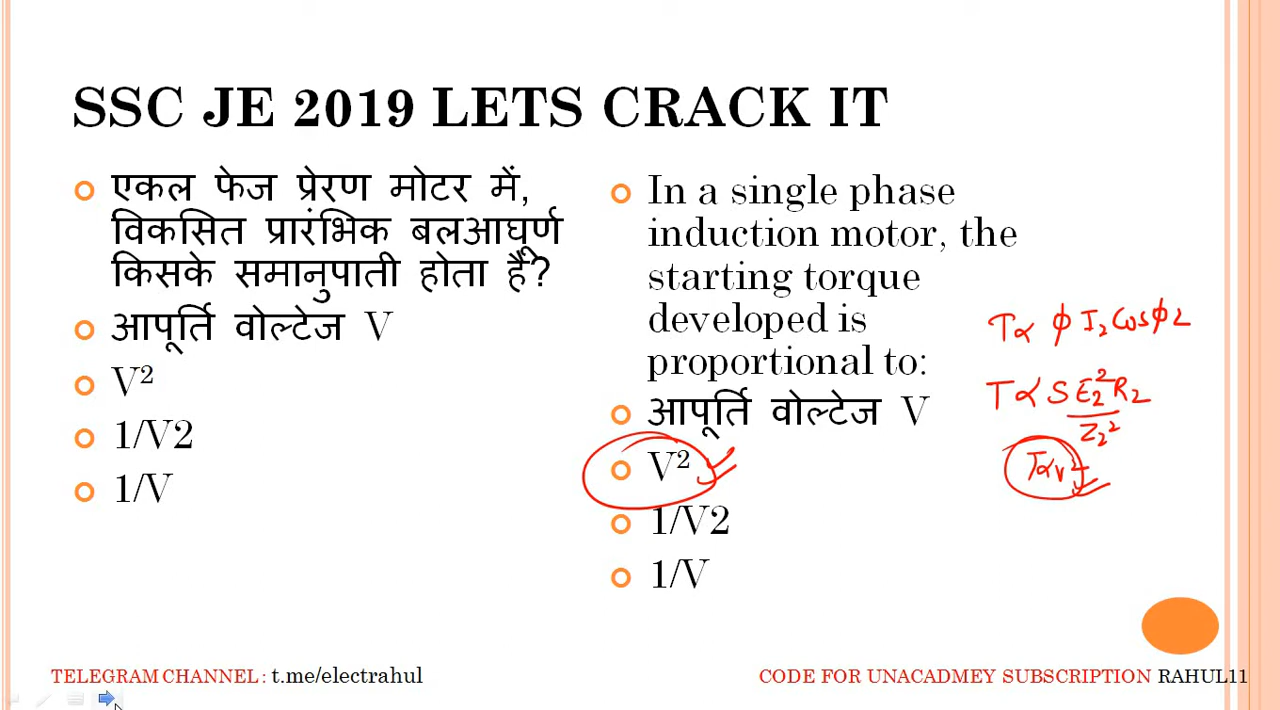 SSC JE 2019 LETS CRACK IT
एकल फेज प्रेरण मोटर में,
विकसित प्रारंभिक बलआघूर्ण
किसके समानुपाती होता है?
आपूर्ति वोल्टेज V
V²
1/V2
1/V
In a single phase
induction motor, the
starting torque
developed is
proportional to:
आपूर्ति वोल्टेज V
V²
1/V2
1/V
T∝ ϕ I₂ Cosϕ2
T∝ S E₂²R₂
Z₂²
T∝V²
TELEGRAM CHANNEL : t.me/electrahul
CODE FOR UNACADMEY SUBSCRIPTION RAHUL11